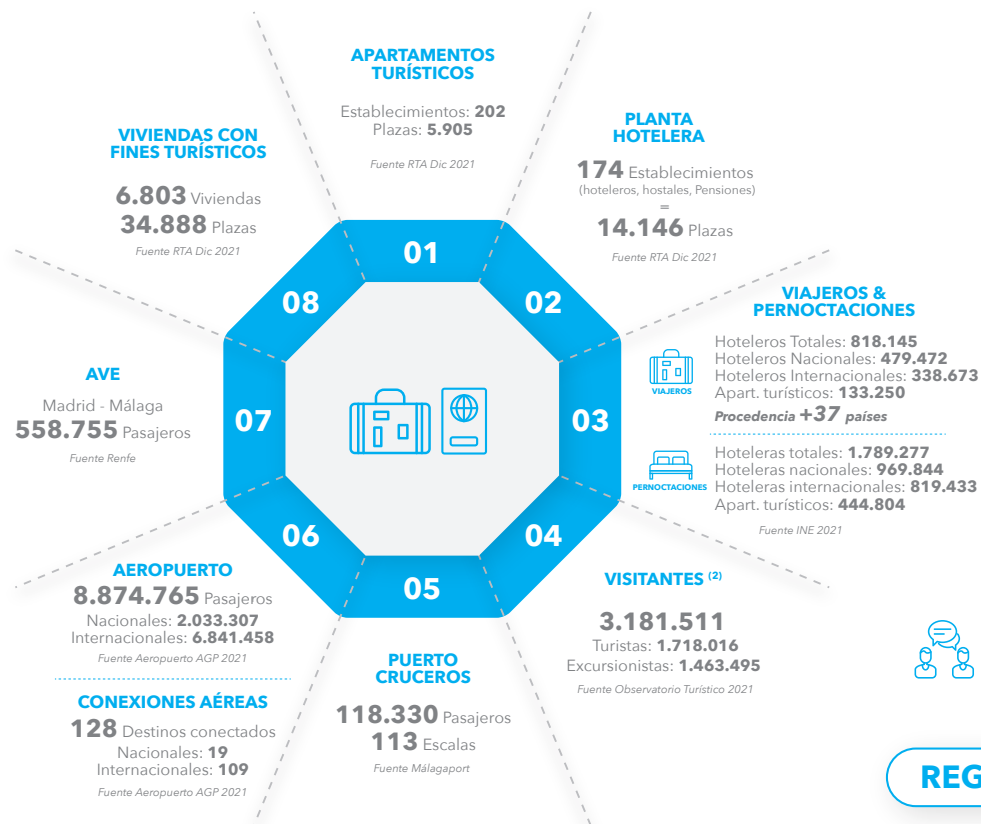 APARTAMENTOS
TURÍSTICOS
Establecimientos: 202
Plazas: 5.905
Fuente RTA Dic 2021
01
PLANTA
HOTELERA
174 Establecimientos
(hoteleros, hostales, Pensiones)
=
14.146 Plazas
Fuente RTA Dic 2021
02
VIAJEROS &
PERNOCTACIONES
VIAJEROS
Hoteleros Totales: 818.145
Hoteleros Nacionales: 479.472
Hoteleros Internacionales: 338.673
Apart. turísticos: 133.250
Procedencia +37 países
PERNOCTACIONES
Hoteleras totales: 1.789.277
Hoteleras nacionales: 969.844
Hoteleras internacionales: 819.433
Apart. turísticos: 444.804
Fuente INE 2021
03
VISITANTES (2)
3.181.511
Turistas: 1.718.016
Excursionistas: 1.463.495
Fuente Observatorio Turístico 2021
04
05
PUERTO
CRUCEROS
118.330 Pasajeros
113 Escalas
Fuente Málagaport
06
AEROPUERTO
8.874.765 Pasajeros
Nacionales: 2.033.307
Internacionales: 6.841.458
Fuente Aeropuerto AGP 2021
CONEXIONES AÉREAS
128 Destinos conectados
Nacionales: 19
Internacionales: 109
Fuente Aeropuerto AGP 2021
07
AVE
Madrid - Málaga
558.755 Pasajeros
Fuente Renfe
08
VIVIENDAS CON
FINES TURÍSTICOS
6.803 Viviendas
34.888 Plazas
Fuente RTA Dic 2021
REG